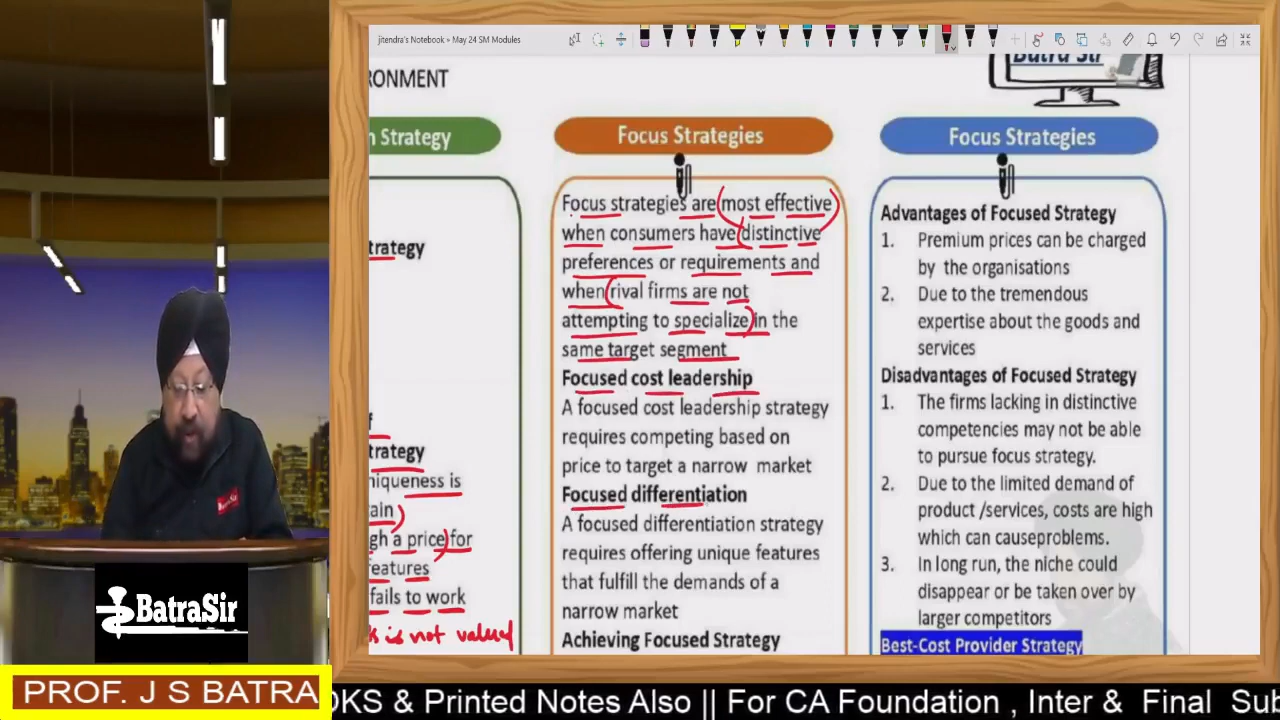 jitendra's Notebook » May 24 SM Modules
Batra Sir
RONMENT
n Strategy
trategy
f
trategy
niqueness is
ain)
gh a price) for
features
fails to work
k is not valued
Focus Strategies
Focus strategies are (most effective)
when consumers have (distinctive
preferences or requirements and
when (rival firms are not
attempting to specialize) in the
same target segment
Focused cost leadership
A focused cost leadership strategy
requires competing based on
price to target a narrow market
Focused differentiation
A focused differentiation strategy
requires offering unique features
that fulfill the demands of a
narrow market
Achieving Focused Strategy
Focus Strategies
Advantages of Focused Strategy
1. Premium prices can be charged
by the organisations
2. Due to the tremendous
expertise about the goods and
services
Disadvantages of Focused Strategy
1. The firms lacking in distinctive
competencies may not be able
to pursue focus strategy.
2. Due to the limited demand of
product /services, costs are high
which can causeproblems.
3. In long run, the niche could
disappear or be taken over by
larger competitors
Best-Cost Provider Strategy
BatraSir
PROF. J S BATRA
OKS & Printed Notes Also || For CA Foundation , Inter & Final Sub